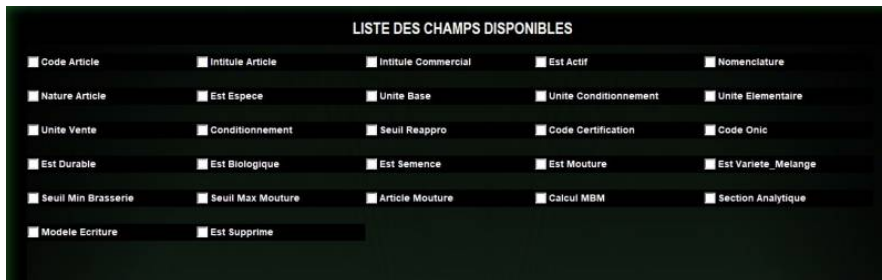 LISTE DES CHAMPS DISPONIBLES
Code Article Intitule Article Intitule Commercial Est Actif Nomenclature
Nature Article Est Espece Unite Base Unite Conditionnement Unite Elementaire
Unite Vente Conditionnement Seuil Reappro Code Certification Code Onic
Est Durable Est Biologique Est Semence Est Mouture Est Variete_Melange
Seuil Min Brasserie Seuil Max Mouture Article Mouture Calcul MBM Section Analytique
Modele Ecriture Est Supprime